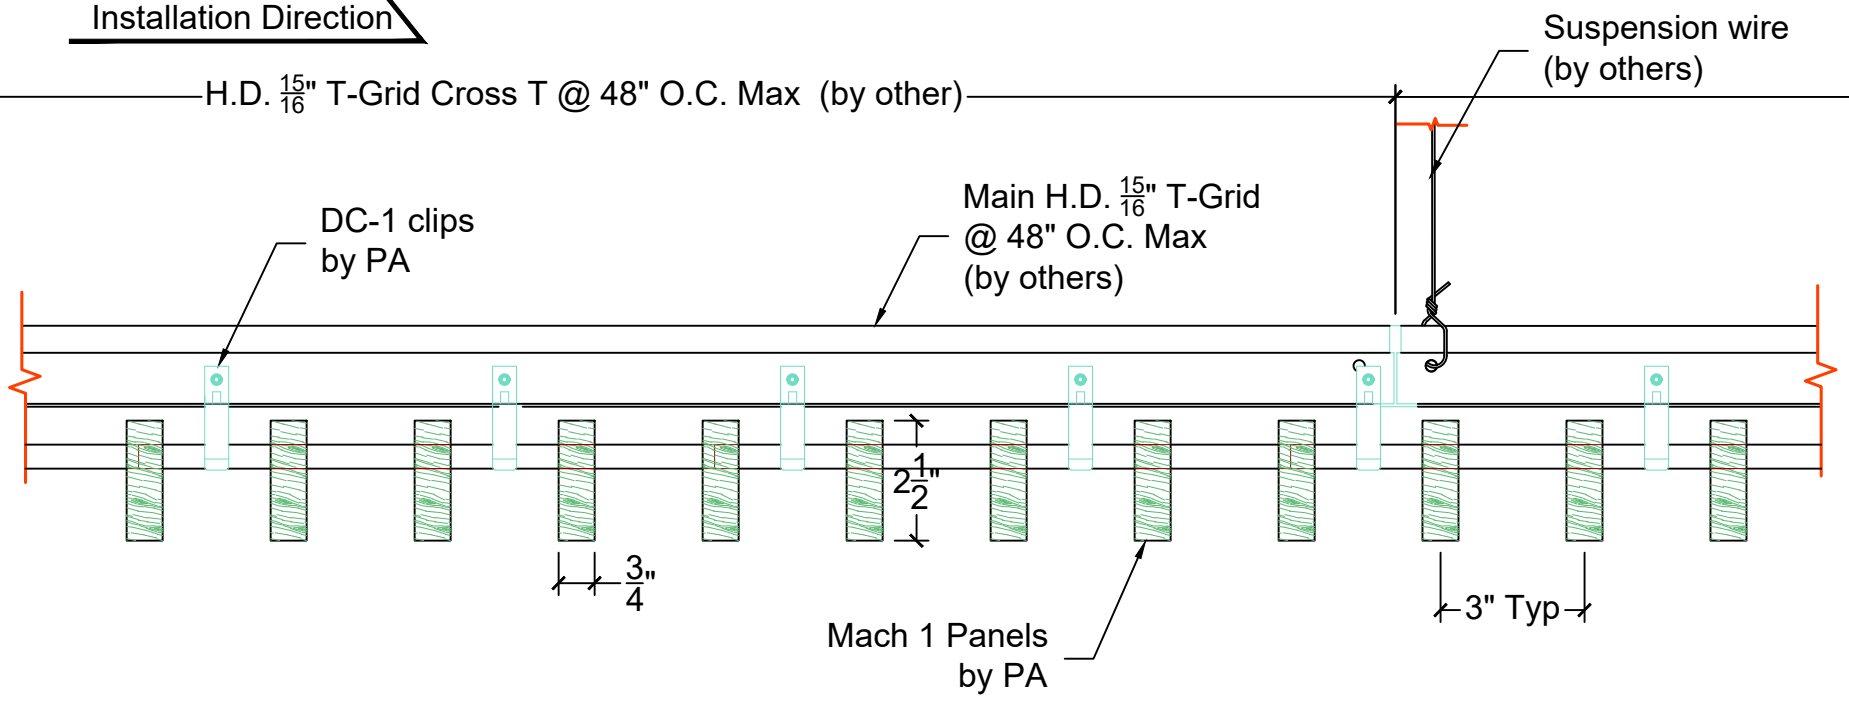 Installation Direction
H.D. 15/16" T-Grid Cross T @ 48" O.C. Max (by other)
Suspension wire
(by others)
DC-1 clips
by PA
Main H.D. 15/16" T-Grid
@ 48" O.C. Max
(by others)
2 1/2"
3/4"
3" Typ
Mach 1 Panels
by PA